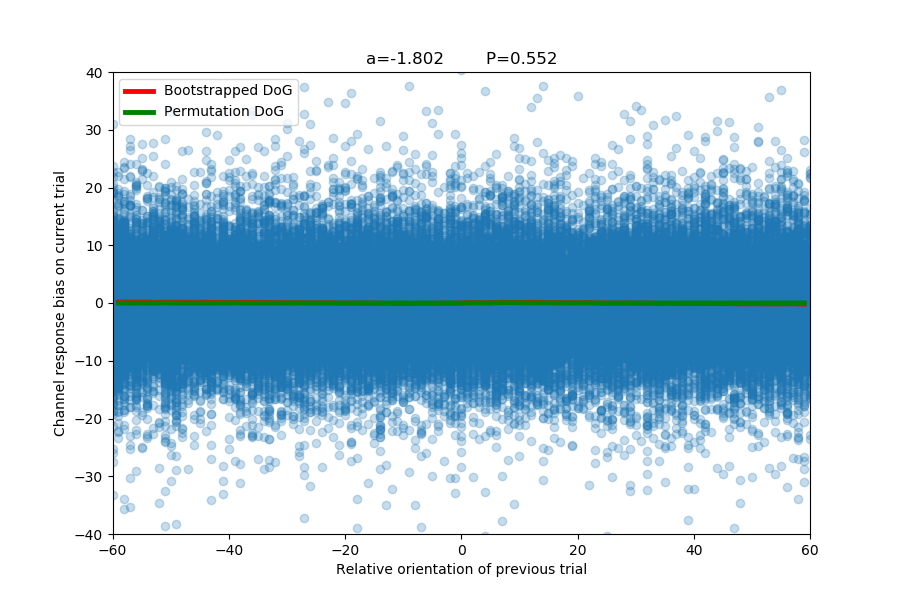 a=-1.802 P=0.552
Bootstrapped DoG
Permutation DoG
40
30
20
10
0
−10
−20
−30
−40
Channel response bias on current trial
−60 −40 −20 0 20 40 60
Relative orientation of previous trial